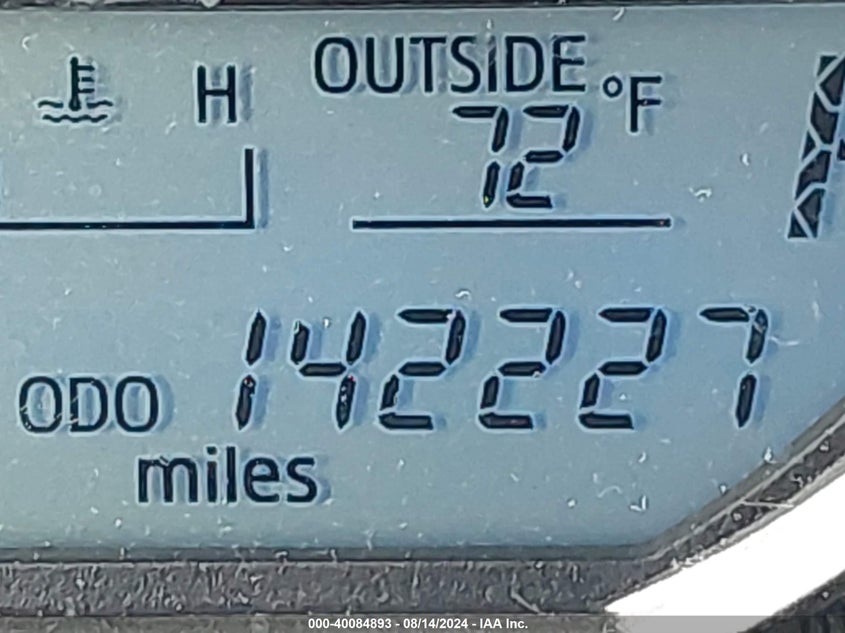 H
OUTSIDE
72 °F
ODO 142227
miles
000-40084893 - 08/14/2024 - IAA Inc.